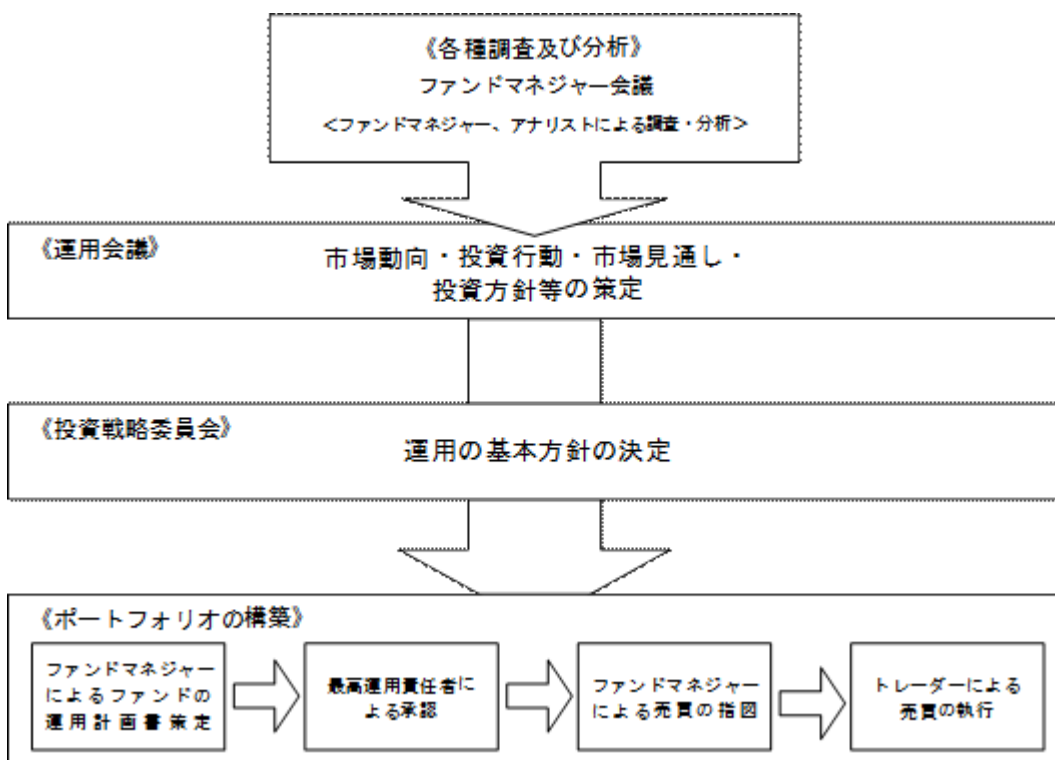 《各種調査及び分析》
ファンドマネジャー会議
<ファンドマネジャー、アナリストによる調査・分析>
《運用会議》
市場動向・投資行動・市場見通し・
投資方針等の策定
《投資戦略委員会》
運用の基本方針の決定
《ポートフォリオの構築》
ファンドマネジャー
によるファンドの
運用計画書策定
最高運用責任者に
よる承認
ファンドマネジャー
による売買の指図
トレーダーによる
売買の執行